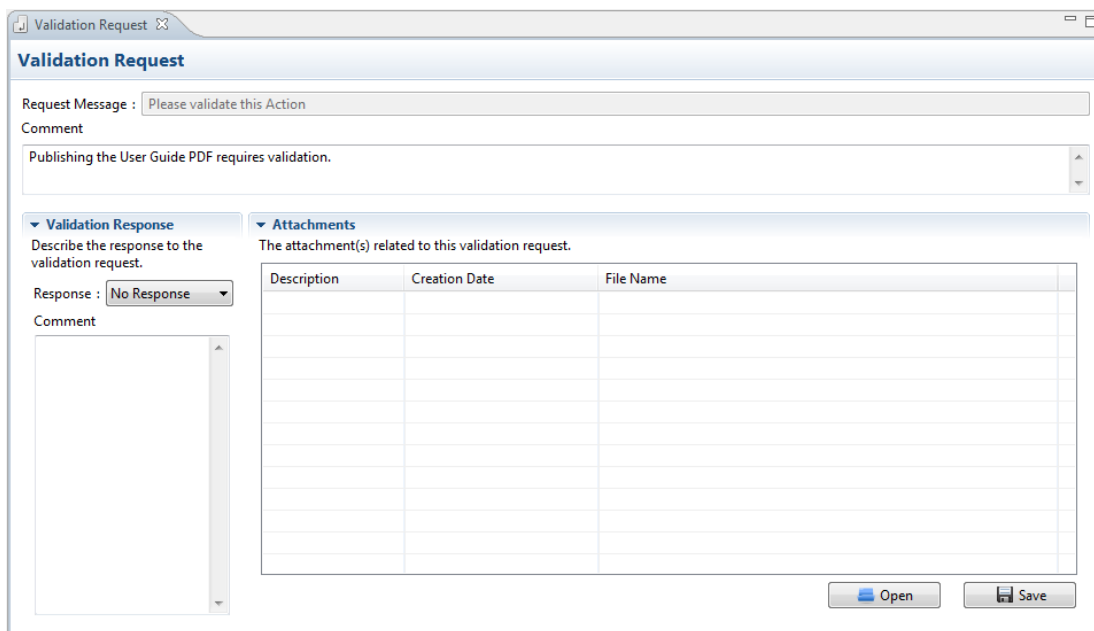 Validation Request
Validation Request
Request Message : Please validate this Action
Comment
Publishing the User Guide PDF requires validation.
Validation Response
Describe the response to the
validation request.
Response : No Response
Comment
Attachments
The attachment(s) related to this validation request.
Description Creation Date File Name
Open Save